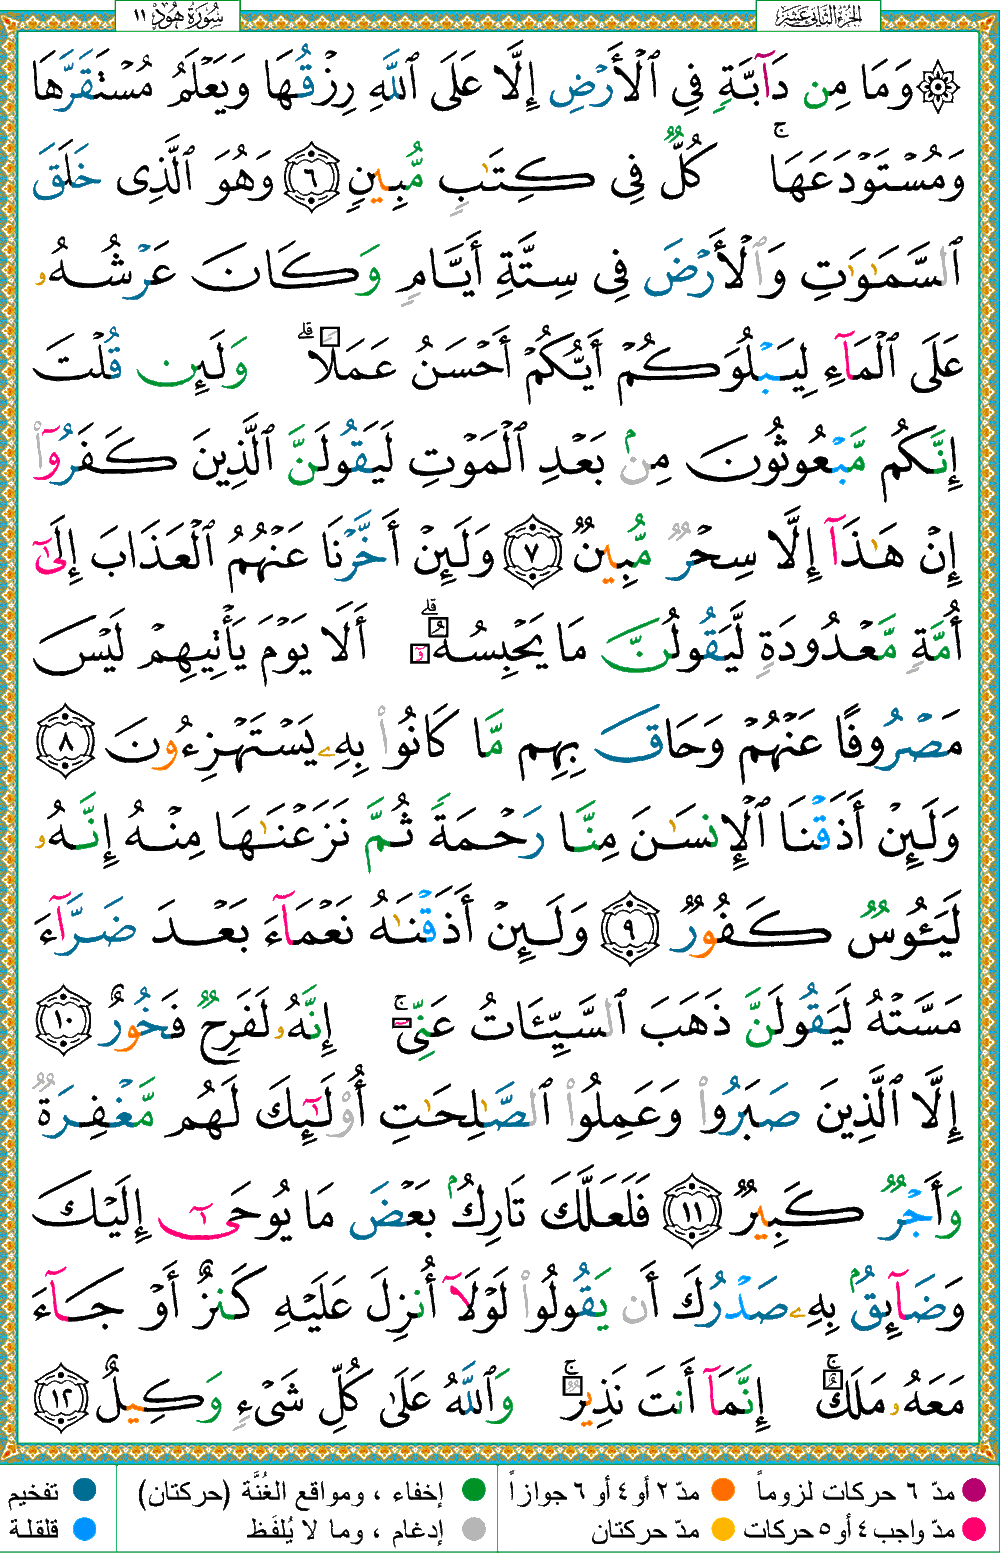 سُورَةُ هُودٍ ١١
الجُزءُ الثَّانِي عَشَر
۞ وَمَا مِن دَآبَّةٍ فِى ٱلْأَرْضِ إِلَّا عَلَى ٱللَّهِ رِزْقُهَا وَيَعْلَمُ مُسْتَقَرَّهَا
وَمُسْتَوْدَعَهَا ۚ كُلٌّ فِى كِتَـٰبٍ مُّبِينٍ ﴿٦﴾ وَهُوَ ٱلَّذِى خَلَقَ
ٱلسَّمَـٰوَٰتِ وَٱلْأَرْضَ فِى سِتَّةِ أَيَّامٍ وَكَانَ عَرْشُهُۥ
عَلَى ٱلْمَآءِ لِيَبْلُوَكُمْ أَيُّكُمْ أَحْسَنُ عَمَلًا ۗ وَلَئِن قُلْتَ
إِنَّكُم مَّبْعُوثُونَ مِنۢ بَعْدِ ٱلْمَوْتِ لَيَقُولَنَّ ٱلَّذِينَ كَفَرُوٓا۟
إِنْ هَـٰذَآ إِلَّا سِحْرٌ مُّبِينٌ ﴿٧﴾ وَلَئِنْ أَخَّرْنَا عَنْهُمُ ٱلْعَذَابَ إِلَىٰٓ
أُمَّةٍ مَّعْدُودَةٍ لَّيَقُولُنَّ مَا يَحْبِسُهُۥٓ ۗ أَلَا يَوْمَ يَأْتِيهِمْ لَيْسَ
مَصْرُوفًا عَنْهُمْ وَحَاقَ بِهِم مَّا كَانُوا۟ بِهِۦ يَسْتَهْزِءُونَ ﴿٨﴾
وَلَئِنْ أَذَقْنَا ٱلْإِنسَـٰنَ مِنَّا رَحْمَةً ثُمَّ نَزَعْنَـٰهَا مِنْهُ إِنَّهُۥ
لَيَـُٔوسٌ كَفُورٌ ﴿٩﴾ وَلَئِنْ أَذَقْنَـٰهُ نَعْمَآءَ بَعْدَ ضَرَّآءَ
مَسَّتْهُ لَيَقُولَنَّ ذَهَبَ ٱلسَّيِّـَٔاتُ عَنِّىٓ ۚ إِنَّهُۥ لَفَرِحٌ فَخُورٌ ﴿١٠﴾
إِلَّا ٱلَّذِينَ صَبَرُوا۟ وَعَمِلُوا۟ ٱلصَّـٰلِحَـٰتِ أُو۟لَـٰٓئِكَ لَهُم مَّغْفِرَةٌ
وَأَجْرٌ كَبِيرٌ ﴿١١﴾ فَلَعَلَّكَ تَارِكٌۢ بَعْضَ مَا يُوحَىٰٓ إِلَيْكَ
وَضَآئِقٌۢ بِهِۦ صَدْرُكَ أَن يَقُولُوا۟ لَوْلَآ أُنزِلَ عَلَيْهِ كَنزٌ أَوْ جَآءَ
مَعَهُۥ مَلَكٌ ۚ إِنَّمَآ أَنتَ نَذِيرٌ ۚ وَٱللَّهُ عَلَىٰ كُلِّ شَىْءٍ وَكِيلٌ ﴿١٢﴾
مدّ ٦ حركات لزوماً
مدّ ٢ أو ٤ أو ٦ جوازاً
إخفاء ، ومواقع الغُنَّة (حركتان)
تفخيم
مدّ واجب ٤ أو ٥ حركات
مدّ حركتان
إدغام ، وما لا يُلفَظ
قلقلة